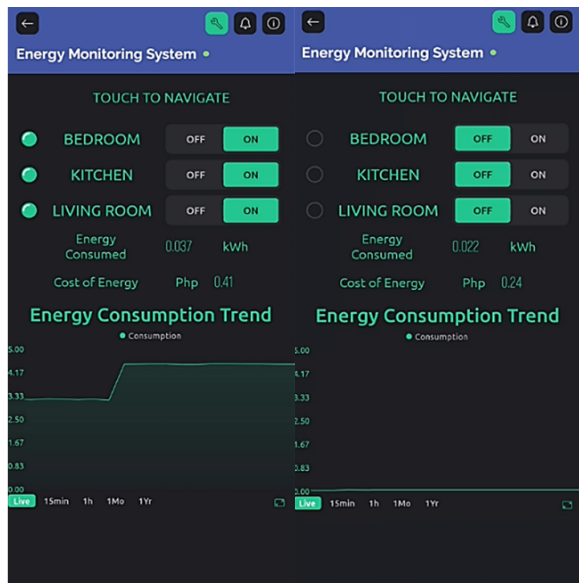 Energy Monitoring System
TOUCH TO NAVIGATE
BEDROOM OFF ON
KITCHEN OFF ON
LIVING ROOM OFF ON
Energy
Consumed 0.037 kWh
Cost of Energy Php 0.41
Energy Consumption Trend
Consumption
5.00
4.17
3.33
2.50
1.67
0.83
0.00
Live 15min 1h 1Mo 1Yr
Energy Monitoring System
TOUCH TO NAVIGATE
BEDROOM OFF ON
KITCHEN OFF ON
LIVING ROOM OFF ON
Energy
Consumed 0.022 kWh
Cost of Energy Php 0.24
Energy Consumption Trend
Consumption
5.00
4.17
3.33
2.50
1.67
0.83
0.00
Live 15min 1h 1Mo 1Yr